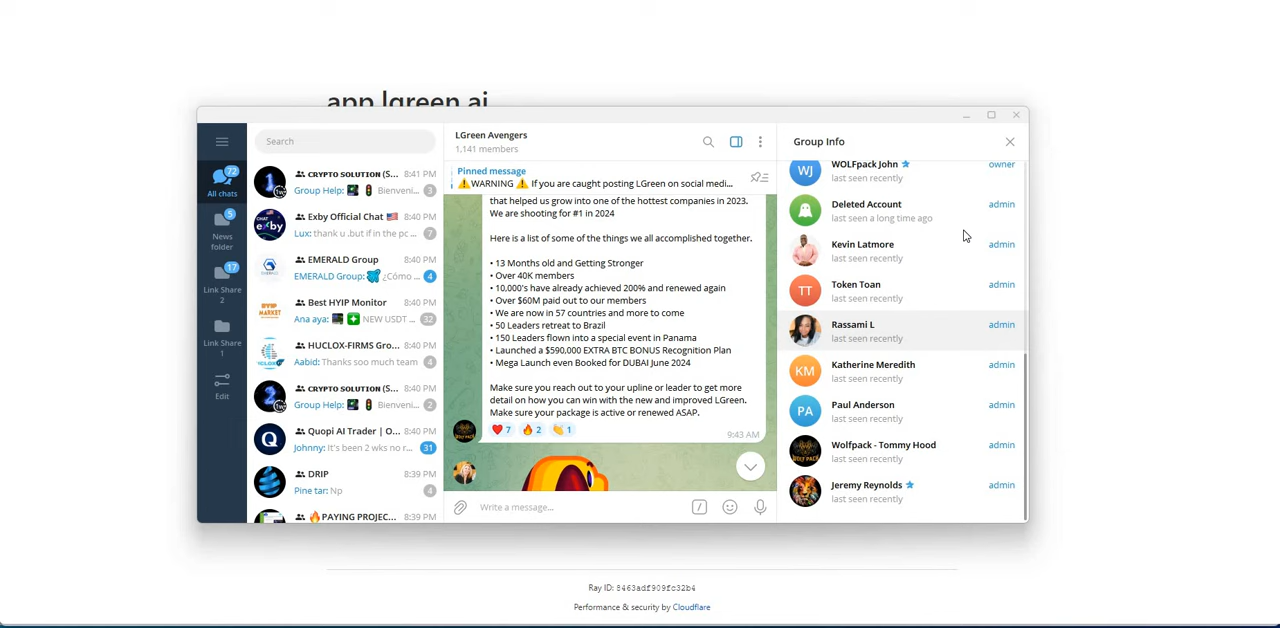 app.lgreen.ai
Search
All chats
72
News
folder
5
Link Share
2
17
Link Share
1
Edit
CRYPTO SOLUTION (S... 8:41 PM
Group Help: Bienveni... 3
Exby Official Chat 8:40 PM
Lux: thank u .but if in the pc ... 7
EMERALD Group 8:40 PM
EMERALD Group: ¿Cómo ... 4
Best HYIP Monitor 8:40 PM
Ana aya: NEW USDT ... 32
HUCLOX-FIRMS Gro... 8:40 PM
Aabid: Thanks soo much team 4
CRYPTO SOLUTION (S... 8:40 PM
Group Help: Bienveni... 2
Quopi AI Trader | O... 8:40 PM
Johnny: It's been 2 wks no r... 31
DRIP 8:39 PM
Pine tar: Np 4
PAYING PROJEC... 8:39 PM
LGreen Avengers
1,141 members
Pinned message
⚠️WARNING ⚠️ If you are caught posting LGreen on social medi...
that helped us grow into one of the hottest companies in 2023.
We are shooting for #1 in 2024
Here is a list of some of the things we all accomplished together.
• 13 Months old and Getting Stronger
• Over 40K members
• 10,000's have already achieved 200% and renewed again
• Over $60M paid out to our members
• We are now in 57 countries and more to come
• 50 Leaders retreat to Brazil
• 150 Leaders flown into a special event in Panama
• Launched a $590,000 EXTRA BTC BONUS Recognition Plan
• Mega Launch even Booked for DUBAI June 2024
Make sure you reach out to your upline or leader to get more
detail on how you can win with the new and improved LGreen.
Make sure your package is active or renewed ASAP.
❤️ 7 🔥 2 👏 1
9:43 AM
Write a message...
Group Info
WJ
WOLFpack John owner
last seen recently
Deleted Account admin
last seen a long time ago
Kevin Latmore admin
last seen recently
TT
Token Toan admin
last seen recently
Rassami L admin
last seen recently
KM
Katherine Meredith admin
last seen recently
PA
Paul Anderson admin
last seen recently
WOLF PACK
Wolfpack - Tommy Hood admin
last seen recently
Jeremy Reynolds admin
last seen recently
Ray ID: 8463adf909fc32b4
Performance & security by Cloudflare